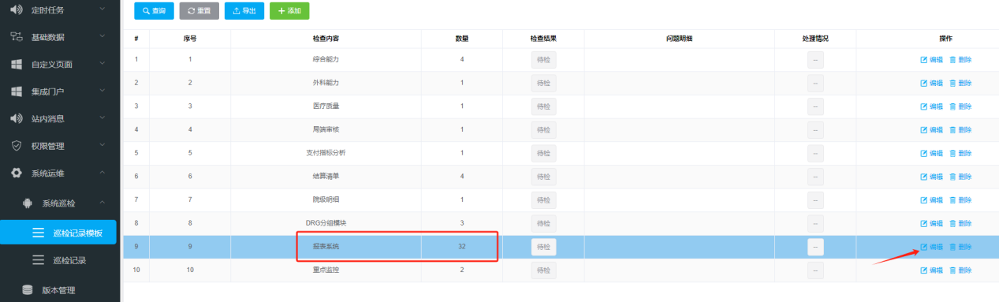 定时任务
基础数据
自定义页面
集成门户
站内消息
权限管理
系统运维
系统巡检
巡检记录模板
巡检记录
版本管理
查询 重置 导出 添加
# 序号 检查内容 数量 检查结果 问题明细 处理情况 操作
1 1 综合能力 4 待检 -- 编辑 删除
2 2 外科能力 1 待检 -- 编辑 删除
3 3 医疗质量 1 待检 -- 编辑 删除
4 4 局端审核 1 待检 -- 编辑 删除
5 5 支付指标分析 1 待检 -- 编辑 删除
6 6 结算清单 4 待检 -- 编辑 删除
7 7 院级明细 1 待检 -- 编辑 删除
8 8 DRG分组模块 3 待检 -- 编辑 删除
9 9 报表系统 32 待检 -- 编辑 删除
10 10 重点监控 2 待检 -- 编辑 删除